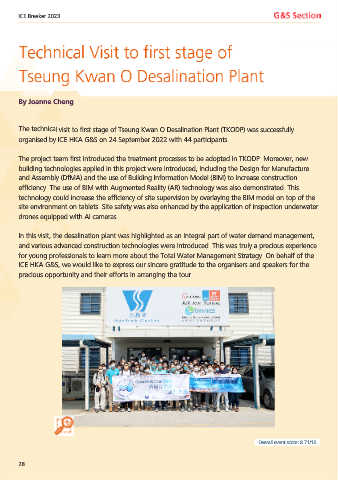 ICE Breaker 2023
G&S Section
Technical Visit to first stage of
Tseung Kwan O Desalination Plant
By Joanne Cheng
The technical visit to first stage of Tseung Kwan O Desalination Plant (TKODP) was successfully
organised by ICE HKA G&S on 24 September 2022 with 44 participants
The project team first introduced the treatment processes to be adopted in TKODP Moreover, new
building technologies applied in this project were introduced, including the Design for Manufacture
and Assembly (DfMA) and the use of Building Information Model (BIM) to increase construction
efficiency The use of BIM with Augmented Reality (AR) technology was also demonstrated This
technology could increase the efficiency of site supervision by overlaying the BIM model on top of the
site environment on tablets Site safety was also enhanced by the application of inspection underwater
drones equipped with AI cameras
In this visit, the desalination plant was highlighted as an integral part of water demand management,
and various advanced construction technologies were introduced This was truly a precious experience
for young professionals to learn more about the Total Water Management Strategy On behalf of the
ICE HKA G&S, we would like to express our sincere gratitude to the organisers and speakers for the
precious opportunity and their efforts in arranging the tour
Overall event score: 8.71/10
28